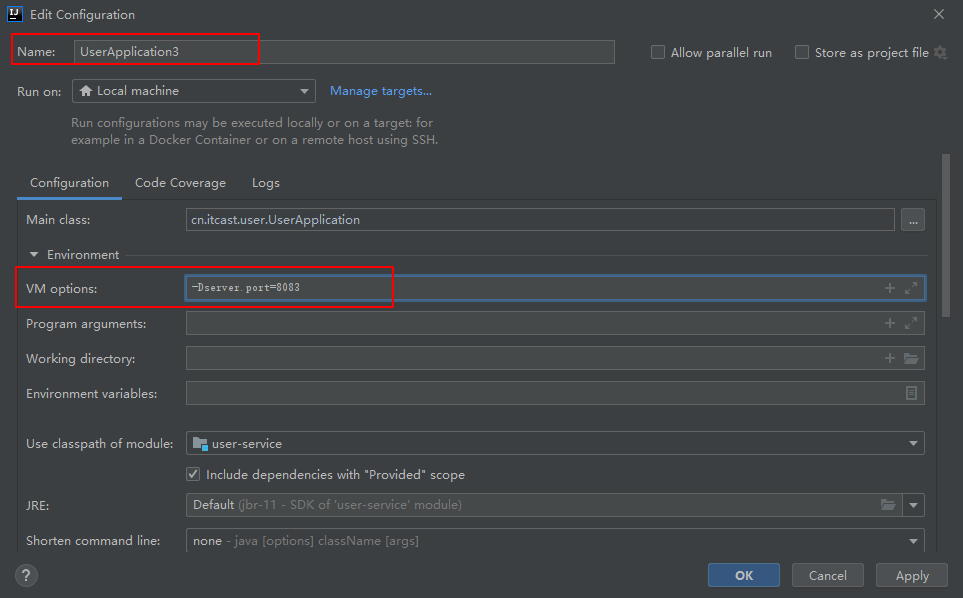 IJ Edit Configuration
Name: UserApplication3 Allow parallel run Store as project file
Run on: Local machine Manage targets...
Run configurations may be executed locally or on a target: for
example in a Docker Container or on a remote host using SSH.
Configuration Code Coverage Logs
Main class: cn.itcast.user.UserApplication ...
Environment
VM options: -Dserver.port=8083
Program arguments:
Working directory:
Environment variables:
Use classpath of module: user-service
Include dependencies with "Provided" scope
JRE: Default (jbr-11 - SDK of 'user-service' module)
Shorten command line: none - java [options] className [args]
? OK Cancel Apply